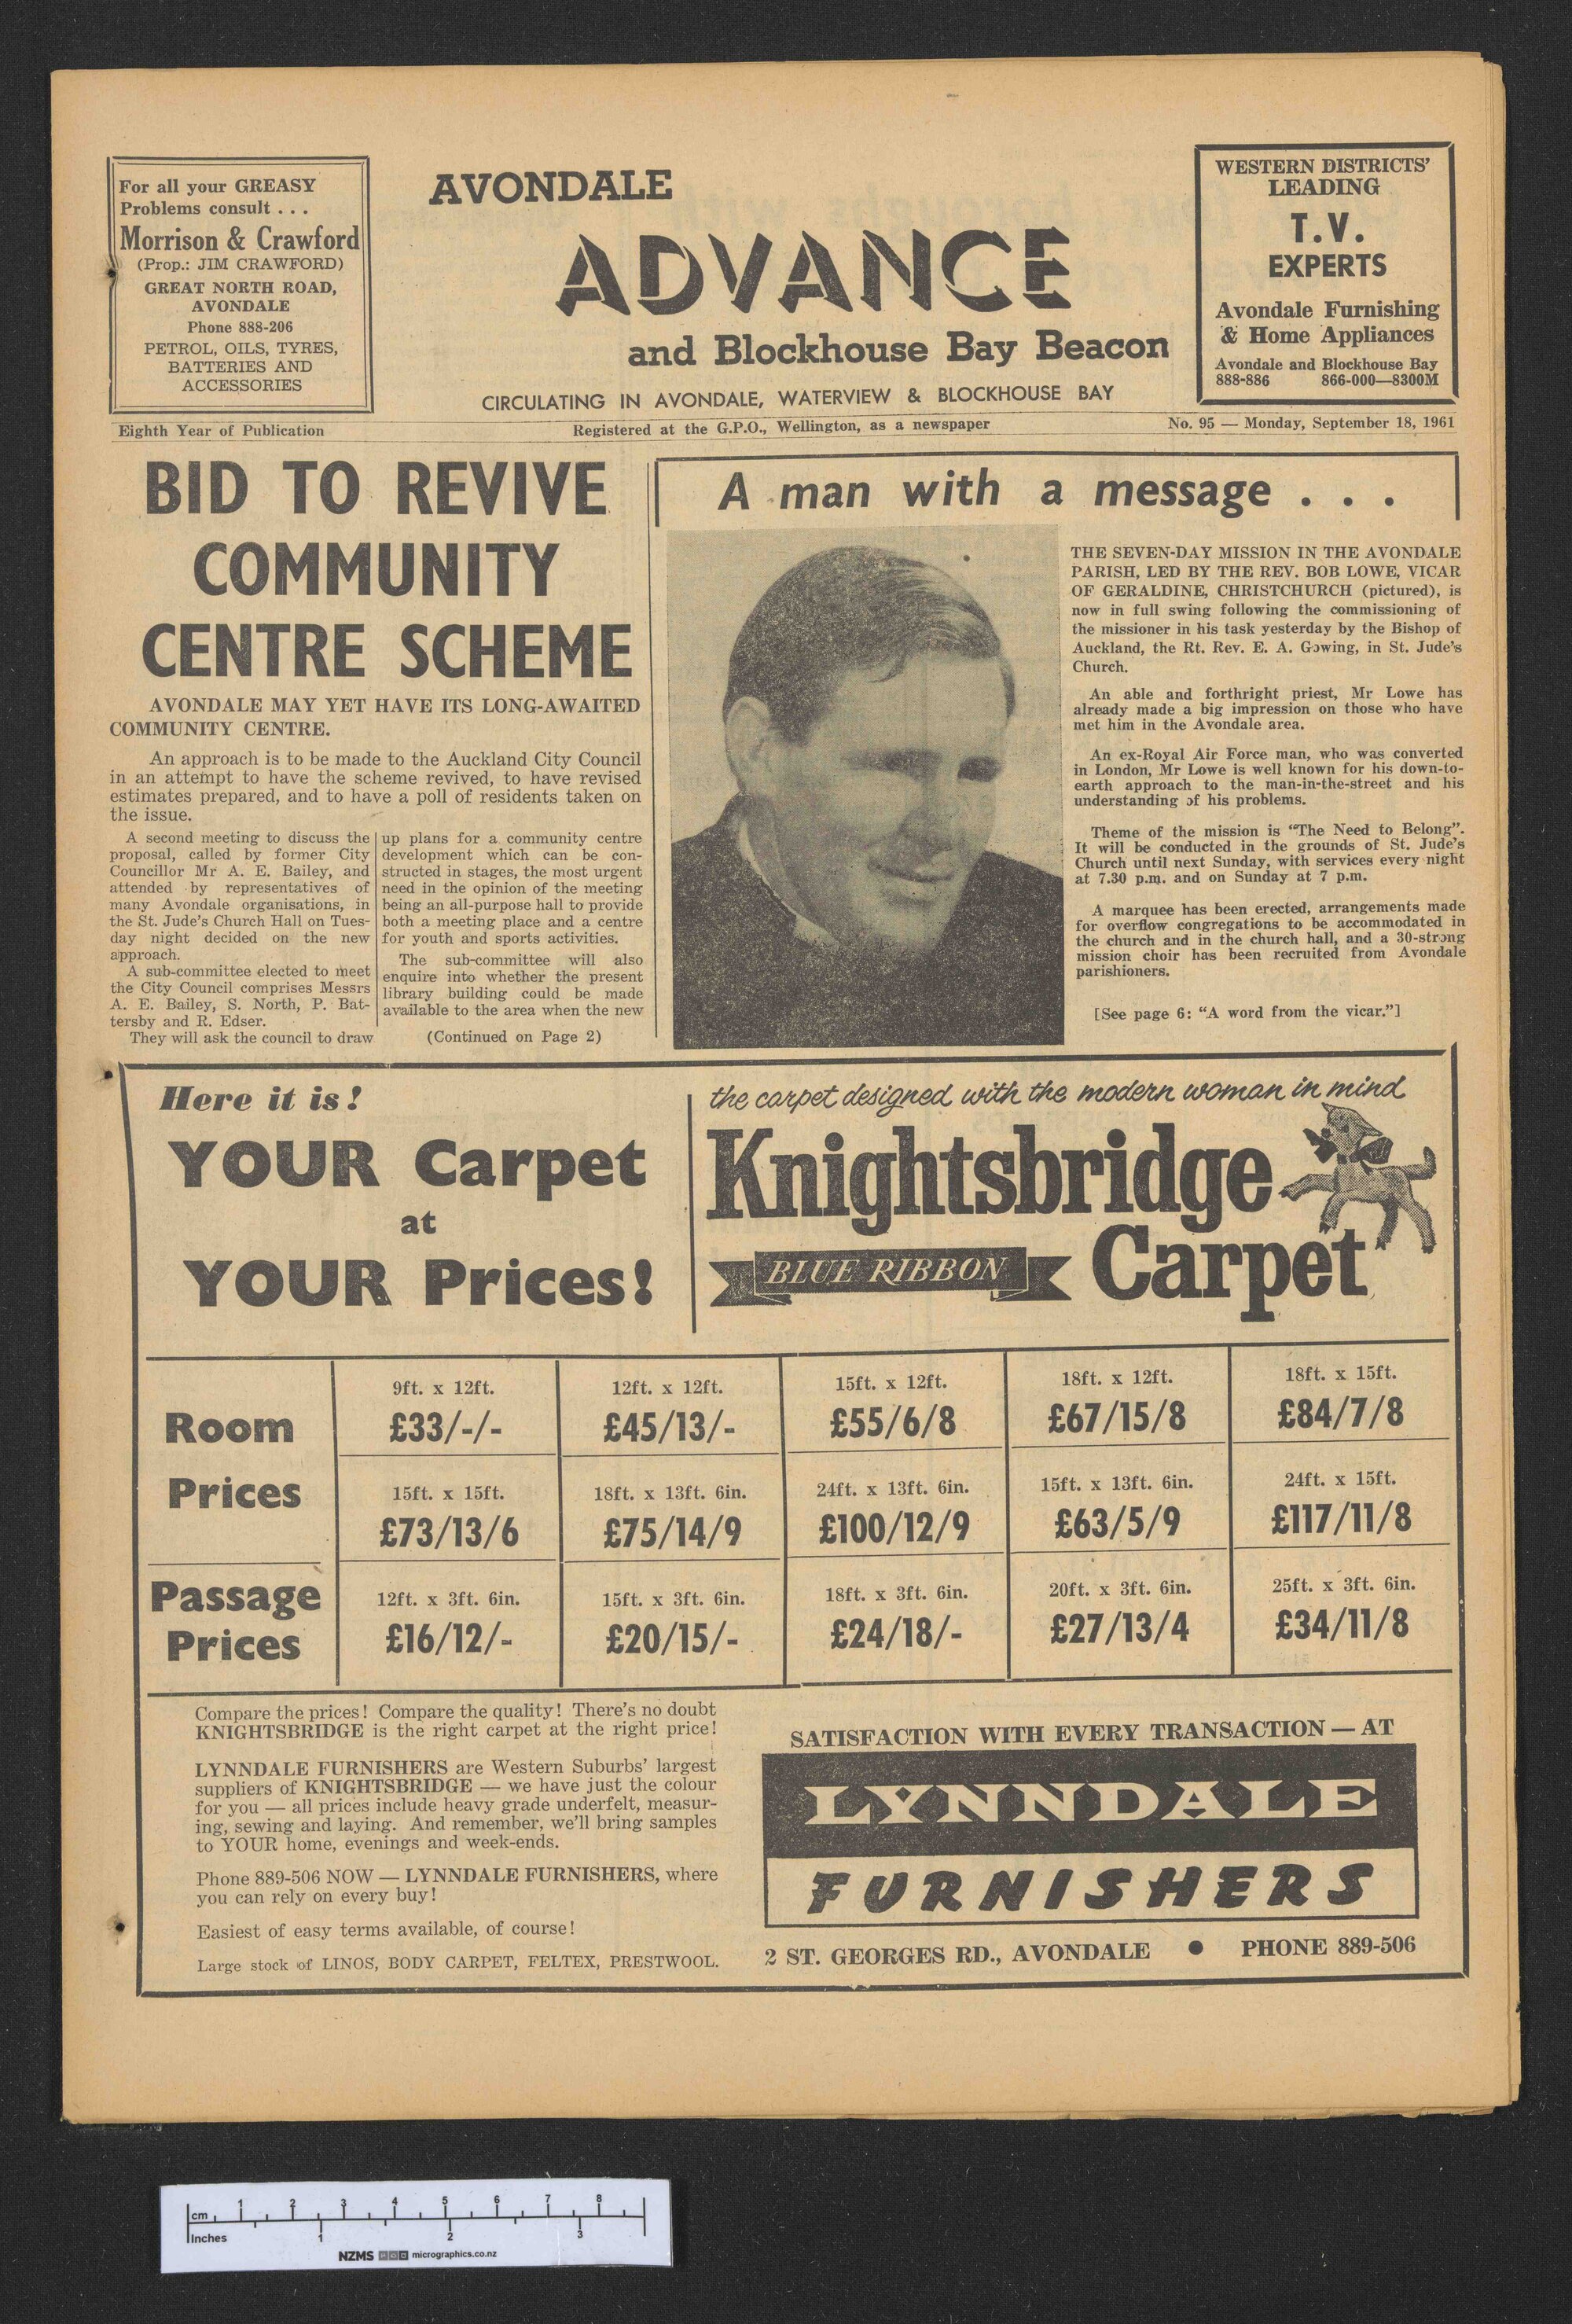 For all your GREASY
Problems consult . . .
Morrison & Crawford
(Prop.: JIM CRAWFORD)
GREAT NORTH ROAD,
AVONDALE
Phone 888-206
PETROL, OILS, TYRES,
BATTERIES AND
ACCESSORIES
AVONDALE
ADVANCE
and Blockhouse Bay Beacon
CIRCULATING IN AVONDALE, WATERVIEW & BLOCKHOUSE BAY
WESTERN DISTRICTS'
LEADING
T.V.
EXPERTS
Avondale Furnishing
& Home Appliances
Avondale and Blockhouse Bay
888-886 866-000—8300M
Eighth Year of Publication
Registered at the G.P.O., Wellington, as a newspaper
No. 95 — Monday, September 18, 1961
BID TO REVIVE
COMMUNITY
CENTRE SCHEME
AVONDALE MAY YET HAVE ITS LONG-AWAITED
COMMUNITY CENTRE.
An approach is to be made to the Auckland City Council
in an attempt to have the scheme revived, to have revised
estimates prepared, and to have a poll of residents taken on
the issue.
A second meeting to discuss the
proposal, called by former City
Councillor Mr A. E. Bailey, and
attended by representatives of
many Avondale organisations, in
the St. Jude's Church Hall on Tues-
day night decided on the new
approach.
A sub-committee elected to meet
the City Council comprises Messrs
A. E. Bailey, S. North, P. Bat-
tersby and R. Edser.
They will ask the council to draw
up plans for a community centre
development which can be con-
structed in stages, the most urgent
need in the opinion of the meeting
being an all-purpose hall to provide
both a meeting place and a centre
for youth and sports activities.
The sub-committee will also
enquire into whether the present
library building could be made
available to the area when the new
(Continued on Page 2)
A man with a message . . .
THE SEVEN-DAY MISSION IN THE AVONDALE
PARISH, LED BY THE REV. BOB LOWE, VICAR
OF GERALDINE, CHRISTCHURCH (pictured), is
now in full swing following the commissioning of
the missioner in his task yesterday by the Bishop of
Auckland, the Rt. Rev. E. A. Gowing, in St. Jude's
Church.
An able and forthright priest, Mr Lowe has
already made a big impression on those who have
met him in the Avondale area.
An ex-Royal Air Force man, who was converted
in London, Mr Lowe is well known for his down-to-
earth approach to the man-in-the-street and his
understanding of his problems.
Theme of the mission is "The Need to Belong".
It will be conducted in the grounds of St. Jude's
Church until next Sunday, with services every night
at 7.30 p.m. and on Sunday at 7 p.m.
A marquee has been erected, arrangements made
for overflow congregations to be accommodated in
the church and in the church hall, and a 30-strong
mission choir has been recruited from Avondale
parishioners.
[See page 6: "A word from the vicar."]
Here it is!
YOUR Carpet
at
YOUR Prices!
the carpet designed with the modern woman in mind
Knightsbridge
BLUE RIBBON Carpet
Room
Prices
9ft. x 12ft. 12ft. x 12ft. 15ft. x 12ft. 18ft. x 12ft. 18ft. x 15ft.
£33/-/- £45/13/- £55/6/8 £67/15/8 £84/7/8
15ft. x 15ft. 18ft. x 13ft. 6in. 24ft. x 13ft. 6in. 15ft. x 13ft. 6in. 24ft. x 15ft.
£73/13/6 £75/14/9 £100/12/9 £63/5/9 £117/11/8
Passage
Prices
12ft. x 3ft. 6in. 15ft. x 3ft. 6in. 18ft. x 3ft. 6in. 20ft. x 3ft. 6in. 25ft. x 3ft. 6in.
£16/12/- £20/15/- £24/18/- £27/13/4 £34/11/8
Compare the prices! Compare the quality! There's no doubt
KNIGHTSBRIDGE is the right carpet at the right price!
LYNNDALE FURNISHERS are Western Suburbs' largest
suppliers of KNIGHTSBRIDGE — we have just the colour
for you — all prices include heavy grade underfelt, measur-
ing, sewing and laying. And remember, we'll bring samples
to YOUR home, evenings and week-ends.
Phone 889-506 NOW — LYNNDALE FURNISHERS, where
you can rely on every buy!
Easiest of easy terms available, of course!
Large stock of LINOS, BODY CARPET, FELTEX, PRESTWOOL.
SATISFACTION WITH EVERY TRANSACTION — AT
LYNNDALE
FURNISHERS
2 ST. GEORGES RD., AVONDALE ● PHONE 889-506
cm 1 2 3 4 5 6 7 8
Inches 1 2 3
NZMS micrographics.co.nz